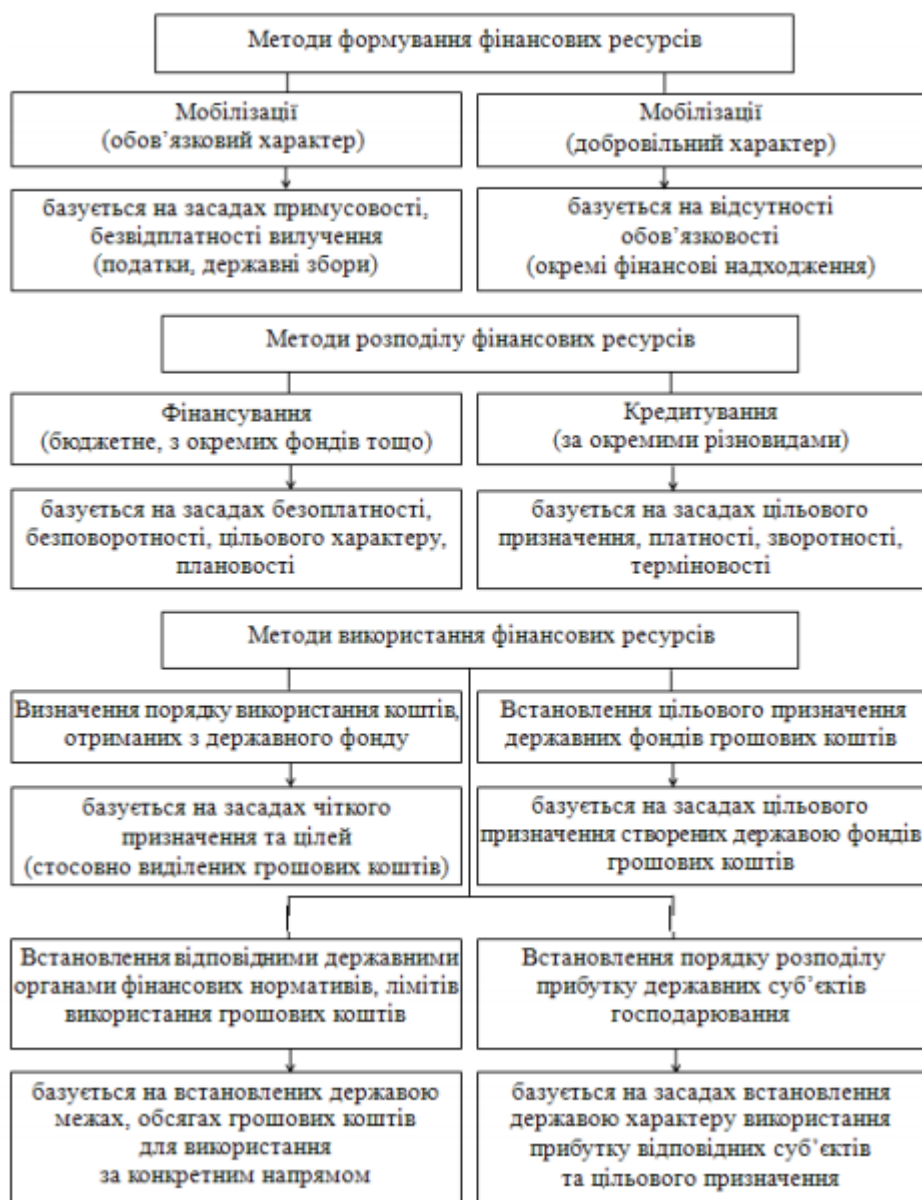 Методи формування фінансових ресурсів
Мобілізації
(обов’язковий характер)
Мобілізації
(добровільний характер)
базується на засадах примусовості,
безвідплатності вилучення
(податки, державні збори)
базується на відсутності
обов’язковості
(окремі фінансові надходження)
Методи розподілу фінансових ресурсів
Фінансування
(бюджетне, з окремих фондів тощо)
Кредитування
(за окремими різновидами)
базується на засадах безоплатності,
безповоротності, цільового характеру,
плановості
базується на засадах цільового
призначення, платності, зворотності,
терміновості
Методи використання фінансових ресурсів
Визначення порядку використання коштів,
отриманих з державного фонду
Встановлення цільового призначення
державних фондів грошових коштів
базується на засадах чіткого
призначення та цілей
(стосовно виділених грошових коштів)
базується на засадах цільового
призначення створених державою фондів
грошових коштів
Встановлення відповідними державними
органами фінансових нормативів, лімітів
використання грошових коштів
Встановлення порядку розподілу
прибутку державних суб’єктів
господарювання
базується на встановлених державою
межах, обсягах грошових коштів
для використання
за конкретним напрямом
базується на засадах встановлення
державою характеру використання
прибутку відповідних суб’єктів
та цільового призначення